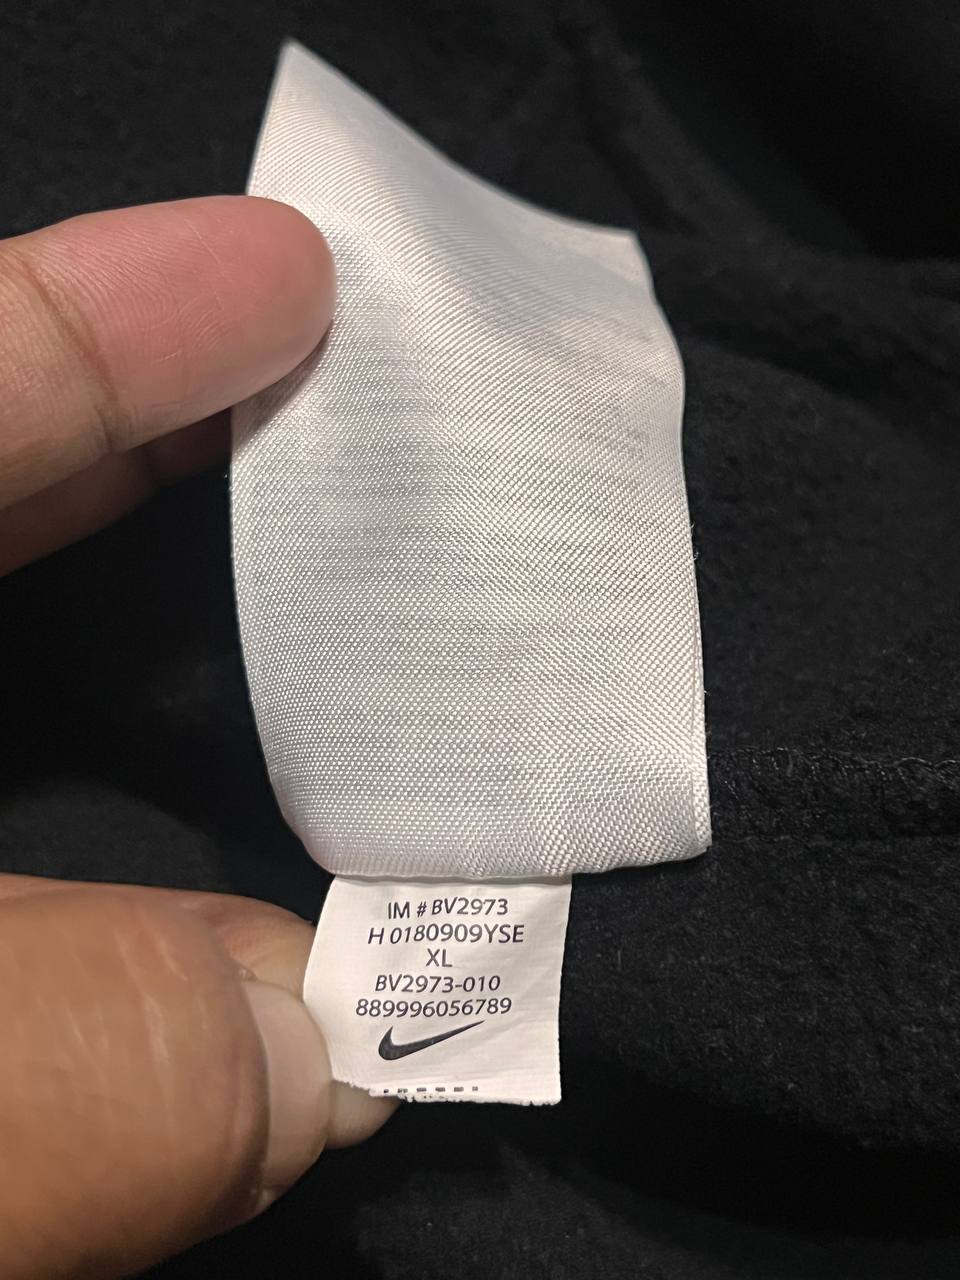 IM # BV2973
H 0180909YSE
XL
BV2973-010
889996056789